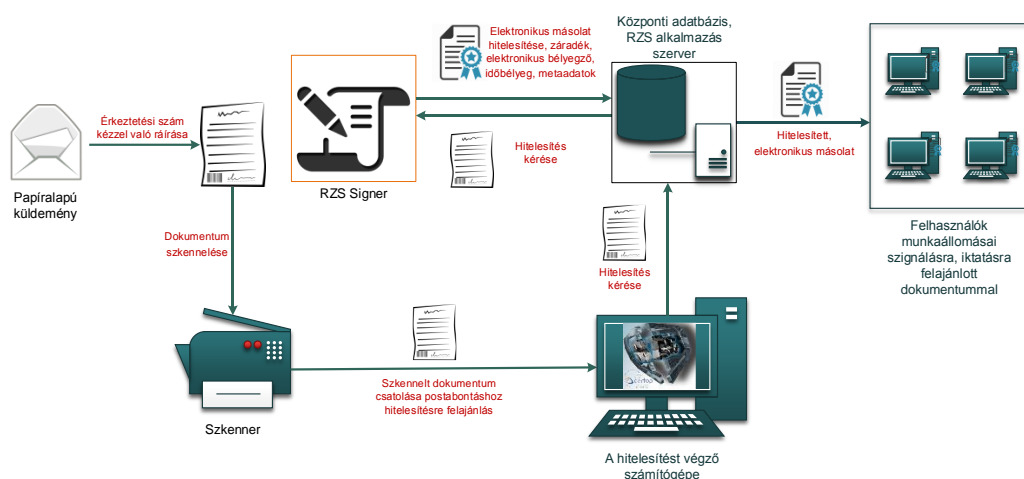 Elektronikus másolat
hitelesítése, záradék,
elektronikus bélyegző,
időbélyeg, metaadatok
Központi adatbázis,
RZS alkalmazás
szerver
Érkeztetési szám
kézzel való ráírása
Papíralapú
küldemény
RZS Signer
Hitelesítés
kérése
Hitelesített,
elektronikus másolat
Felhasználók
munkaállomásai
szignálásra, iktatásra
felajánlott
dokumentummal
Dokumentum
szkennelése
Hitelesítés
kérése
Szkennelt dokumentum
csatolása postabontáshoz
hitelesítésre felajánlás
Szkenner
A hitelesítést végző
számítógépe